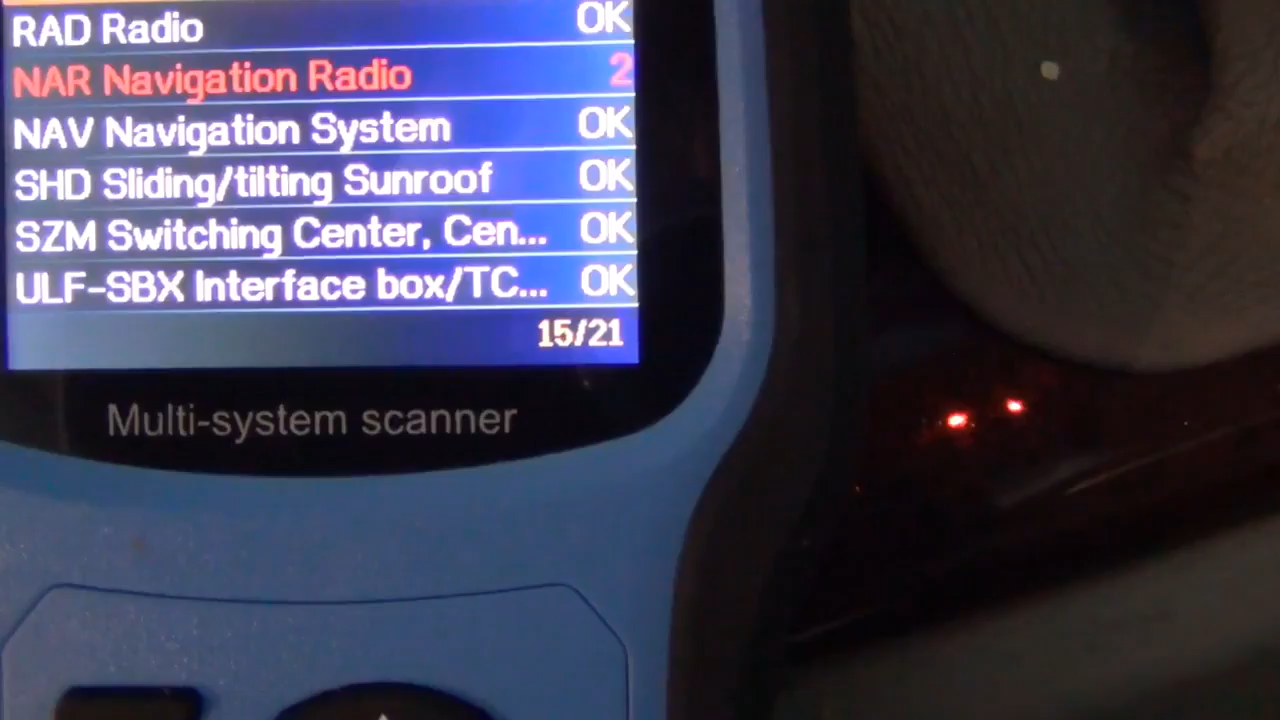 RAD Radio OK
NAR Navigation Radio 2
NAV Navigation System OK
SHD Sliding/tilting Sunroof OK
SZM Switching Center, Cen... OK
ULF-SBX Interface box/TC... OK
15/21
Multi-system scanner